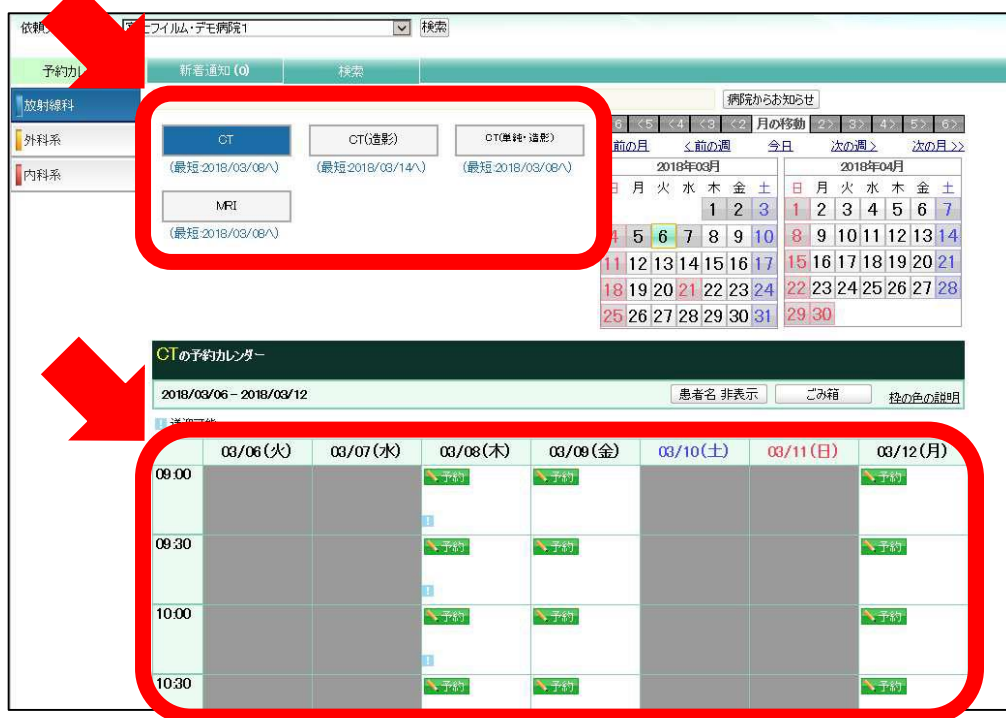 依頼
フイルム・デモ病院1 検索
予約カレ 新着通知(0) 検索
放射線科
外科系
内科系
病院からお知らせ
CT CT(造影) CT(単純・造影)
(最短:2018/03/08へ) (最短:2018/03/14へ) (最短:2018/03/08へ)
MRI
(最短:2018/03/08へ)
6 <5 <4 <3 <2 月の移動 2> 3> 4> 5> 6>
前の月 <前の週 今日 次の週> 次の月>>
2018年03月
日 月 火 水 木 金 土
1 2 3
4 5 6 7 8 9 10
11 12 13 14 15 16 17
18 19 20 21 22 23 24
25 26 27 28 29 30 31
2018年04月
日 月 火 水 木 金 土
1 2 3 4 5 6 7
8 9 10 11 12 13 14
15 16 17 18 19 20 21
22 23 24 25 26 27 28
29 30
CTの予約カレンダー
2018/03/06 - 2018/03/12 患者名 非表示 ごみ箱 枠の色の説明
03/06(火) 03/07(水) 03/08(木) 03/09(金) 03/10(土) 03/11(日) 03/12(月)
09:00 予約 予約 予約
!
09:30 予約 予約 予約
!
10:00 予約 予約 予約
!
10:30 予約 予約 予約